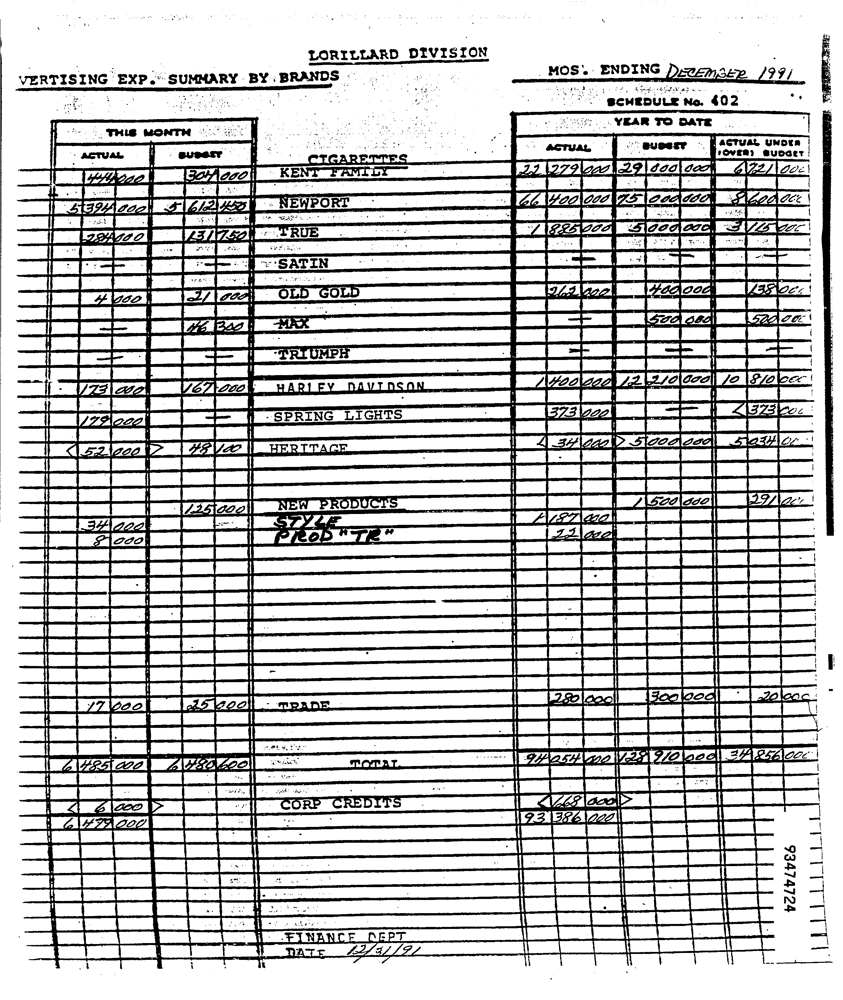 LORILLARD DIVISION
VERTISING EXP. SUMMARY BY BRANDS MOS. ENDING DECEMBER 1991
SCHEDULE No. 402
THIS MONTH YEAR TO DATE
ACTUAL BUDGET CIGARETTES ACTUAL BUDGET ACTUAL UNDER (OVER) BUDGET
444 000 304 000 KENT FAMILY 22 279 000 29 000 000 6 721 000
5 394 000 5 612 450 NEWPORT 66 400 000 75 000 000 8 600 000
284 000 131 750 TRUE 1 885 000 5 000 000 3 115 000
— — SATIN — — —
4 000 21 000 OLD GOLD 262 000 400 000 138 000
— 46 300 MAX — 500 000 500 000
— — TRIUMPH — — —
173 000 167 000 HARLEY DAVIDSON 1 400 000 12 210 000 10 810 000
179 000 — SPRING LIGHTS 373 000 — <373 000
<52 000> 48 100 HERITAGE <34 000> 5 000 000 5 034 000
125 000 NEW PRODUCTS 1 500 000 291 000
34 000 STYLE 1 187 000
8 000 PROD "TR" 22 000
17 000 25 000 TRADE 280 000 300 000 20 000
6 485 000 6 480 600 TOTAL 94 054 000 128 910 000 34 856 000
<6 000> CORP CREDITS <668 000>
6 479 000 93 386 000
93474724
FINANCE DEPT
DATE 12/31/91